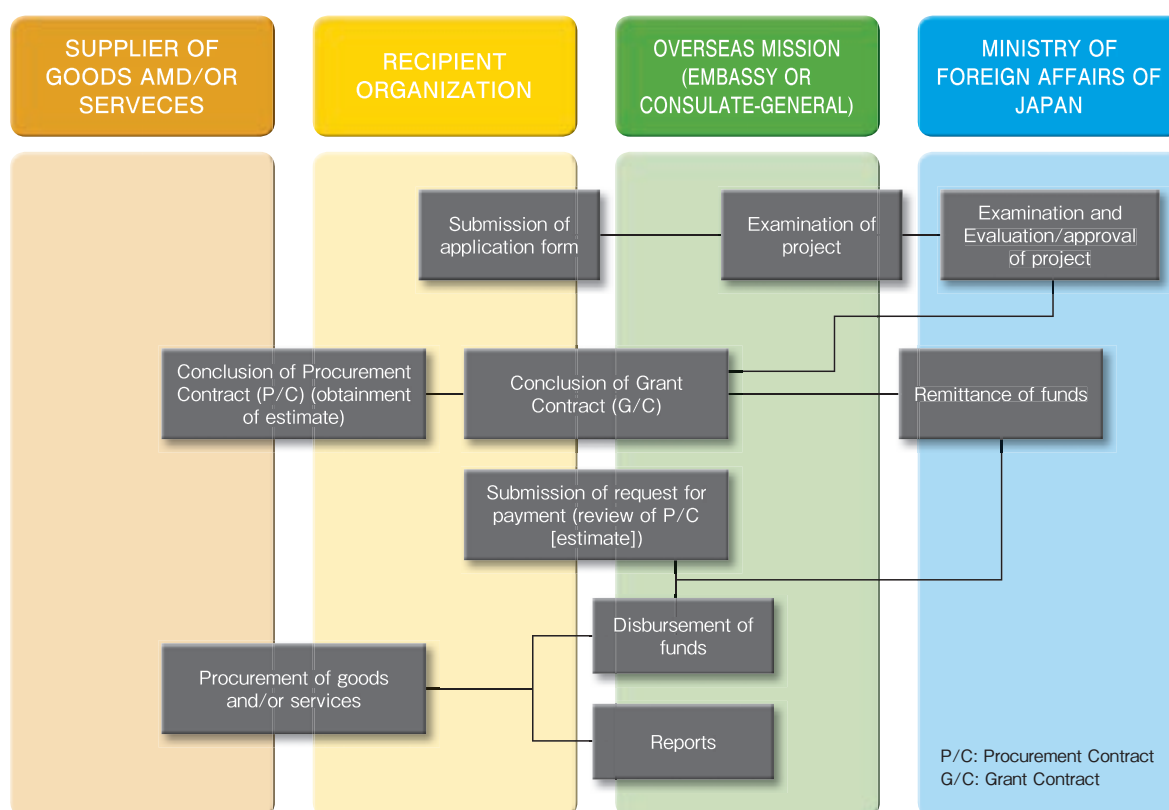 SUPPLIER OF
GOODS AMD/OR
SERVECES
RECIPIENT
ORGANIZATION
OVERSEAS MISSION
(EMBASSY OR
CONSULATE-GENERAL)
MINISTRY OF
FOREIGN AFFAIRS OF
JAPAN
Submission of
application form
Examination of
project
Examination and
Evaluation/approval
of project
Conclusion of Procurement
Contract (P/C) (obtainment
of estimate)
Conclusion of Grant
Contract (G/C)
Remittance of funds
Submission of request for
payment (review of P/C
[estimate])
Disbursement of
funds
Procurement of goods
and/or services
Reports
P/C: Procurement Contract
G/C: Grant Contract